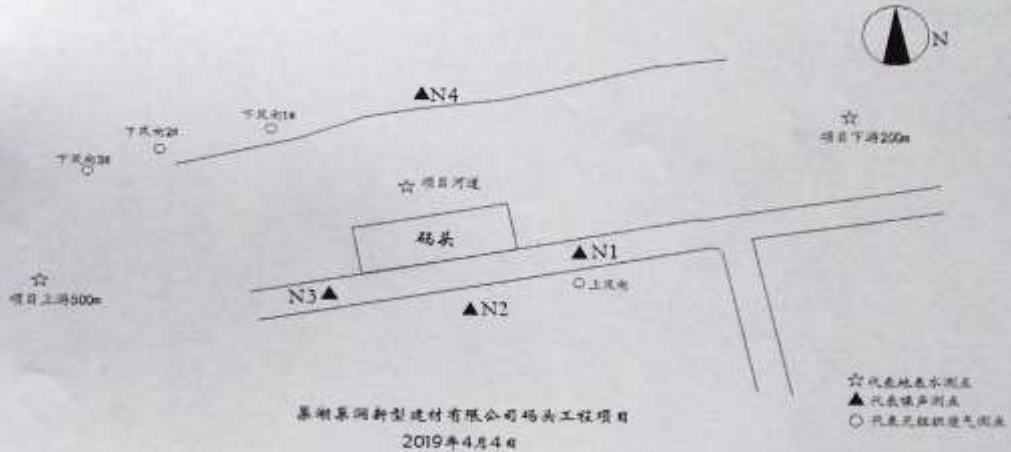 N
▲N4
下风向1#
下风向2#
下风向3#
项目下游200m
项目河道
码头
▲N1
项目上游500m
N3▲
上风向
▲N2
☆代表地表水测点
▲代表噪声测点
○代表无组织废气测点
巢湖巢润新型建材有限公司码头工程项目
2019年4月4日